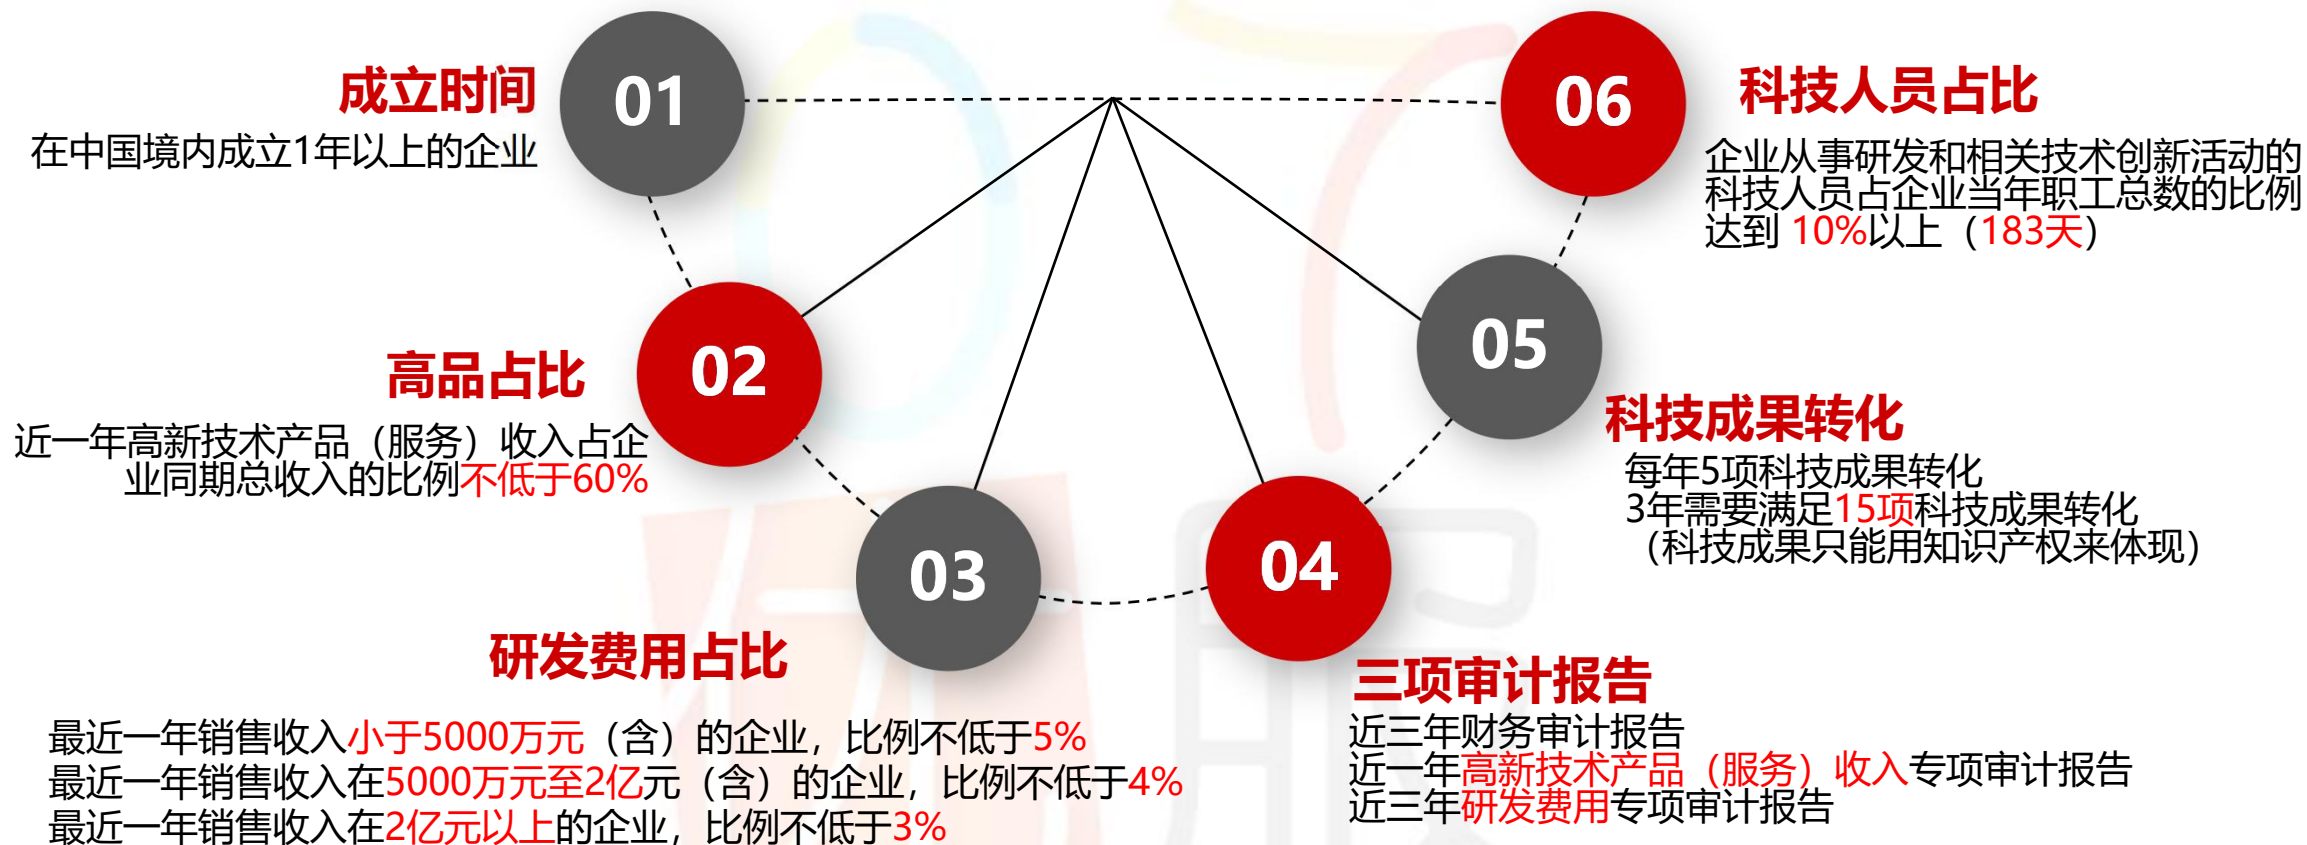 01
成立时间
在中国境内成立1年以上的企业
02
高品占比
近一年高新技术产品（服务）收入占企
业同期总收入的比例不低于60%
03
研发费用占比
最近一年销售收入小于5000万元（含）的企业，比例不低于5%
最近一年销售收入在5000万元至2亿元（含）的企业，比例不低于4%
最近一年销售收入在2亿元以上的企业，比例不低于3%
04
三项审计报告
近三年财务审计报告
近一年高新技术产品（服务）收入专项审计报告
近三年研发费用专项审计报告
05
科技成果转化
每年5项科技成果转化
3年需要满足15项科技成果转化
（科技成果只能用知识产权来体现）
06
科技人员占比
企业从事研发和相关技术创新活动的
科技人员占企业当年职工总数的比例
达到 10%以上（183天）